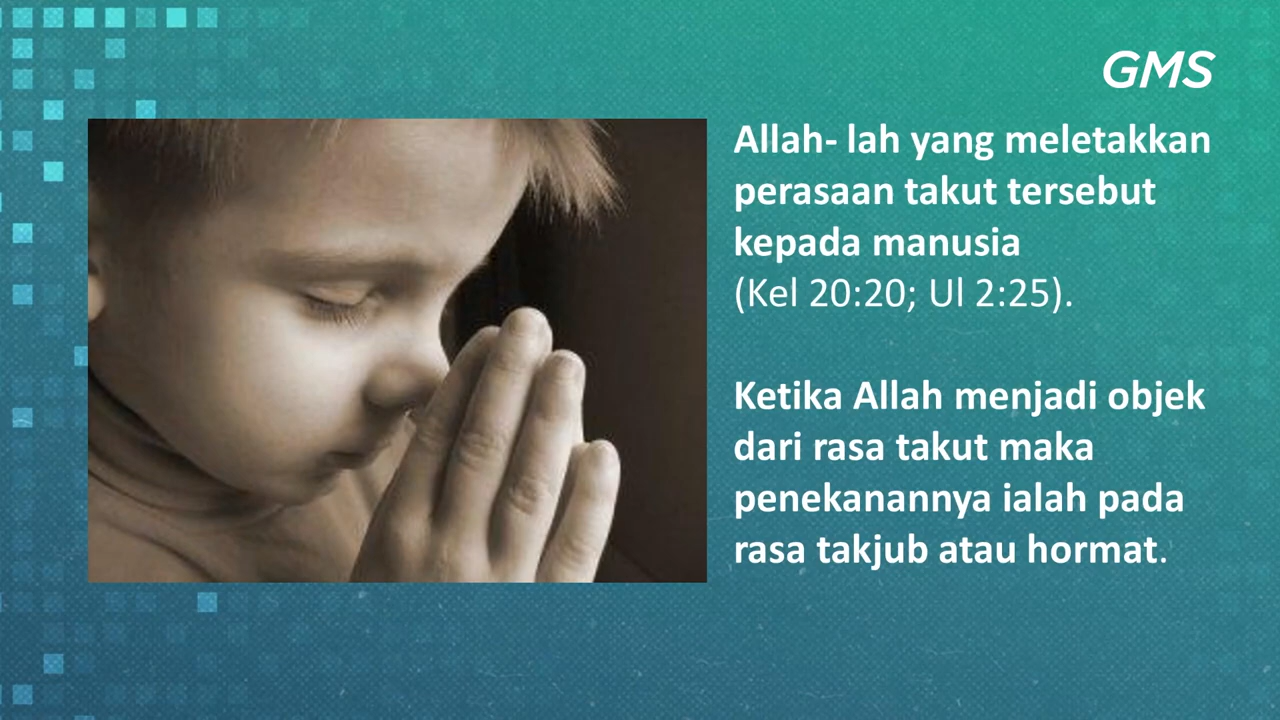 GMS
Allah- lah yang meletakkan
perasaan takut tersebut
kepada manusia
(Kel 20:20; Ul 2:25).
Ketika Allah menjadi objek
dari rasa takut maka
penekanannya ialah pada
rasa takjub atau hormat.